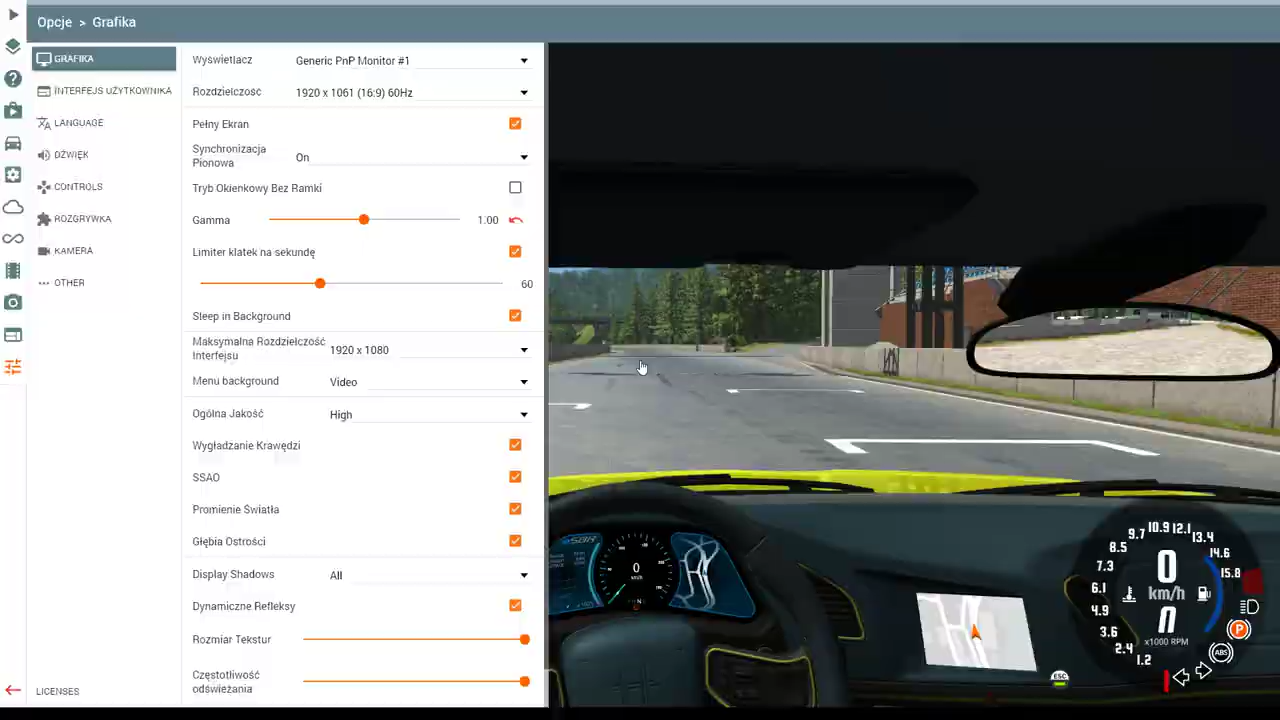 Opcje > Grafika
GRAFIKA
INTERFEJS UŻYTKOWNIKA
LANGUAGE
DŹWIĘK
CONTROLS
ROZGRYWKA
KAMERA
OTHER
LICENSES
Wyświetlacz Generic PnP Monitor #1
Rozdzielczość 1920 x 1061 (16:9) 60Hz
Pełny Ekran
Synchronizacja
Pionowa
On
Tryb Okienkowy Bez Ramki
Gamma 1.00
Limiter klatek na sekundę
60
Sleep in Background
Maksymalna Rozdzielczość
Interfejsu
1920 x 1080
Menu background Video
Ogólna Jakość High
Wygładzanie Krawędzi
SSAO
Promienie Światła
Głębia Ostrości
Display Shadows All
Dynamiczne Refleksy
Rozmiar Tekstur
Częstotliwość
odświeżania
0
km/h
N
10.9
12.1
9.7
13.4
8.5
14.6
7.3
15.8
6.1
4.9
3.6
2.4
1.2
0
km/h
n
x1000 RPM
P
ABS
ESC